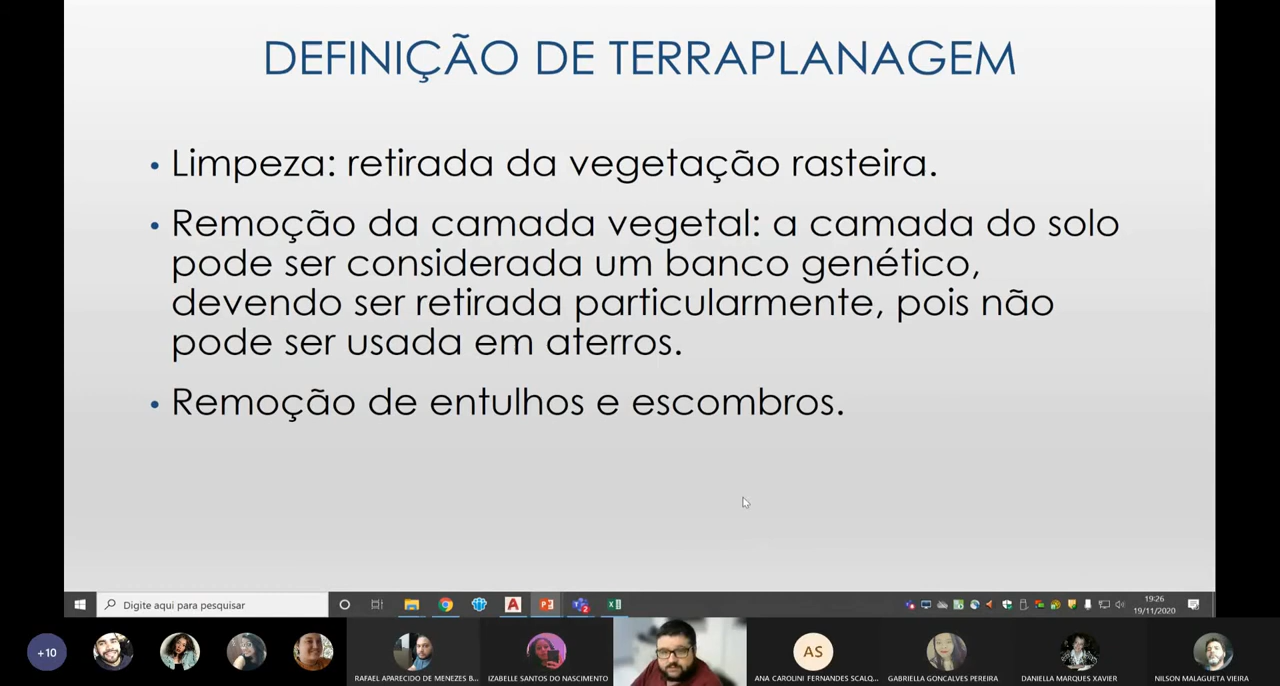 DEFINIÇÃO DE TERRAPLANAGEM
• Limpeza: retirada da vegetação rasteira.
• Remoção da camada vegetal: a camada do solo
pode ser considerada um banco genético,
devendo ser retirada particularmente, pois não
pode ser usada em aterros.
• Remoção de entulhos e escombros.
Digite aqui para pesquisar
19:26
19/11/2020
+10
AS
RAFAEL APARECIDO DE MENEZES B...
IZABELLE SANTOS DO NASCIMENTO
ANA CAROLINI FERNANDES SCALQ...
GABRIELLA GONCALVES PEREIRA
DANIELLA MARQUES XAVIER
NILSON MALAGUETA VIEIRA